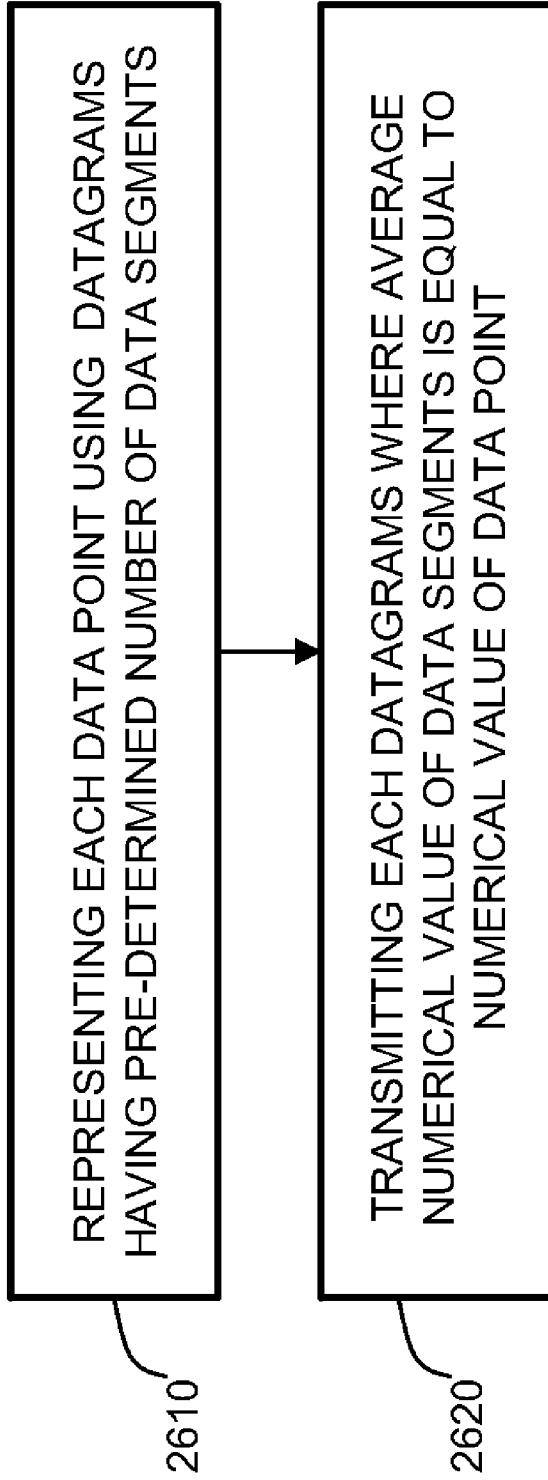 REPRESENTING EACH DATA POINT USING DATAGRAMS
HAVING PRE-DETERMINED NUMBER OF DATA SEGMENTS
2610
TRANSMITTING EACH DATAGRAMS WHERE AVERAGE
NUMERICAL VALUE OF DATA SEGMENTS IS EQUAL TO
NUMERICAL VALUE OF DATA POINT
2620